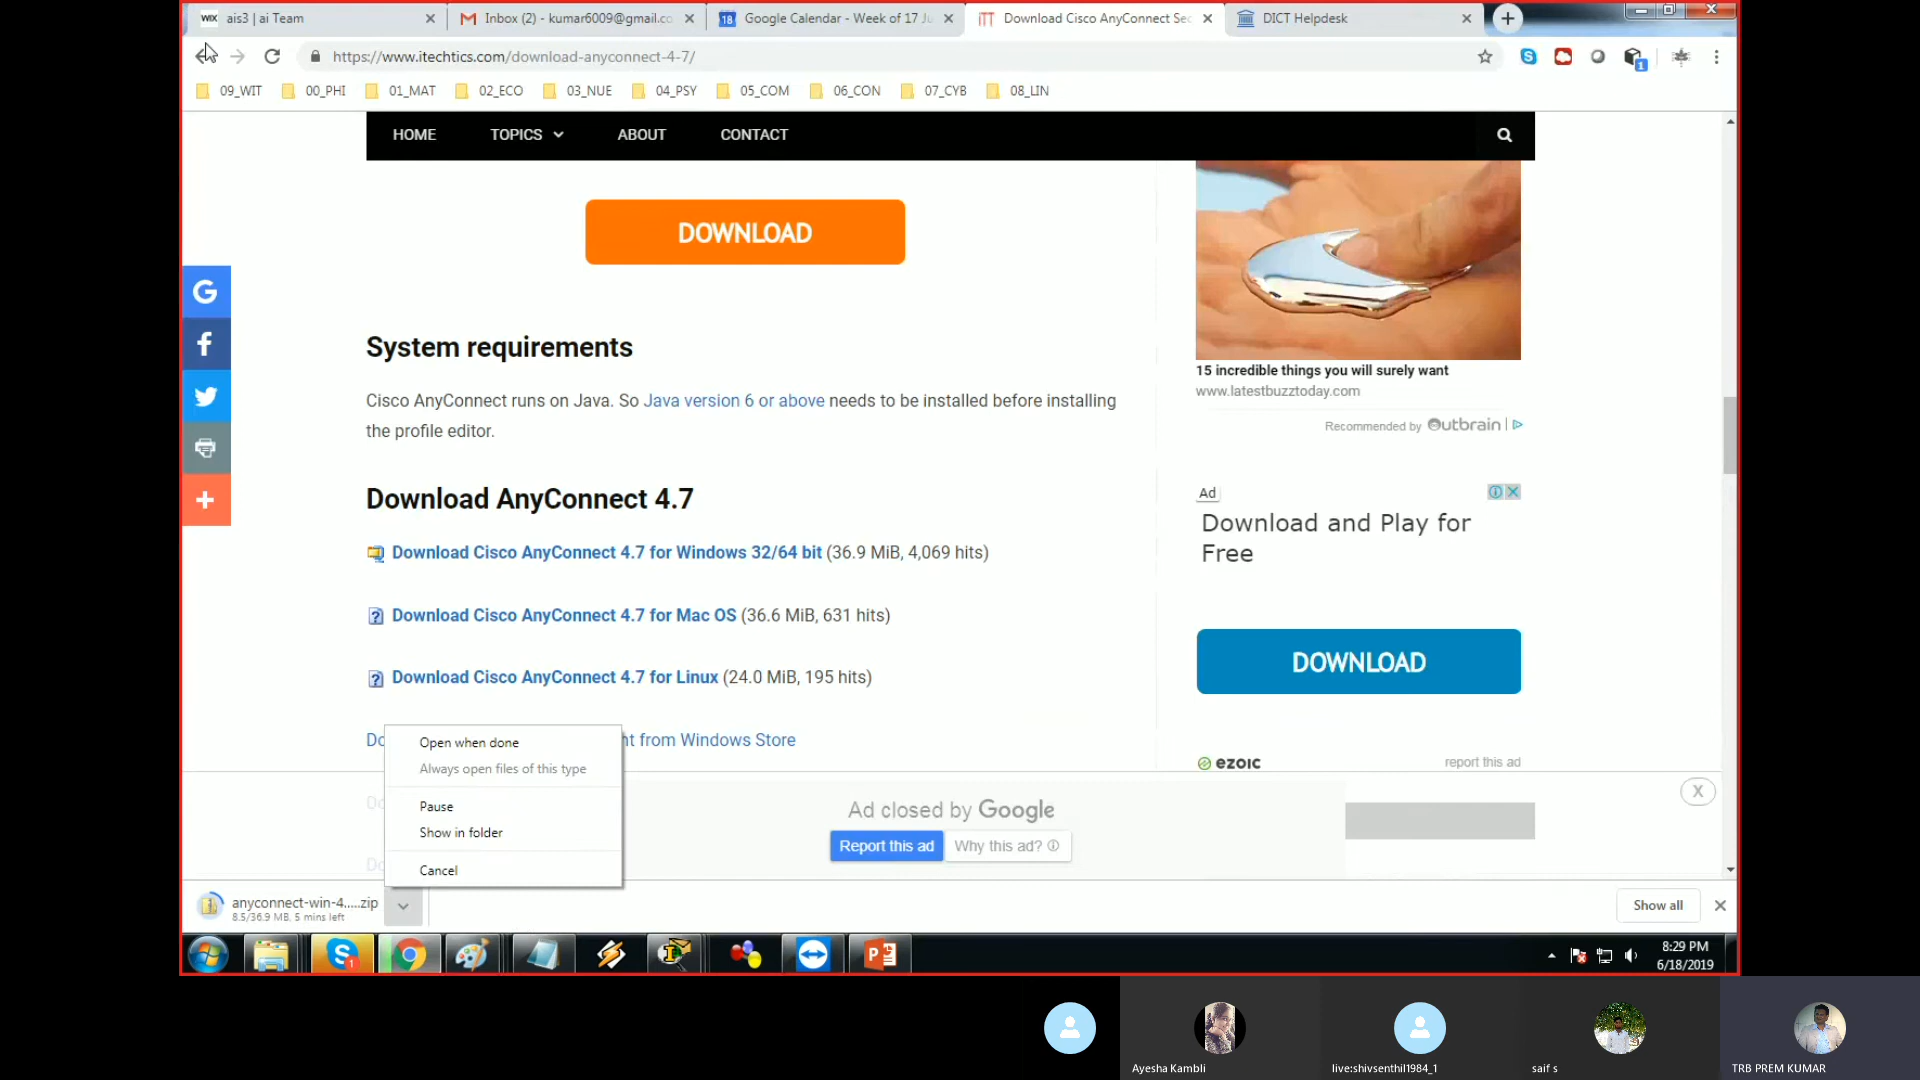 WIX ais3 | ai Team
Inbox (2) - kumar6009@gmail.co
18 Google Calendar - Week of 17 Ju
iTT Download Cisco AnyConnect Sec
DICT Helpdesk
https://www.itechtics.com/download-anyconnect-4-7/
1
09_WIT 00_PHI 01_MAT 02_ECO 03_NUE 04_PSY 05_COM 06_CON 07_CYB 08_LIN
HOME TOPICS ABOUT CONTACT
DOWNLOAD
System requirements
Cisco AnyConnect runs on Java. So Java version 6 or above needs to be installed before installing
the profile editor.
Download AnyConnect 4.7
Download Cisco AnyConnect 4.7 for Windows 32/64 bit (36.9 MiB, 4,069 hits)
Download Cisco AnyConnect 4.7 for Mac OS (36.6 MiB, 631 hits)
Download Cisco AnyConnect 4.7 for Linux (24.0 MiB, 195 hits)
from Windows Store
15 incredible things you will surely want
www.latestbuzztoday.com
Recommended by Outbrain
Ad
Download and Play for
Free
DOWNLOAD
ezoic report this ad
Open when done
Always open files of this type
Pause
Show in folder
Cancel
Ad closed by Google
Report this ad Why this ad?
X
anyconnect-win-4.....zip
8.5/36.9 MB, 5 mins left
Show all
8:29 PM
6/18/2019
Ayesha Kambli
live:shivsenthil1984_1
saif s
TRB PREM KUMAR